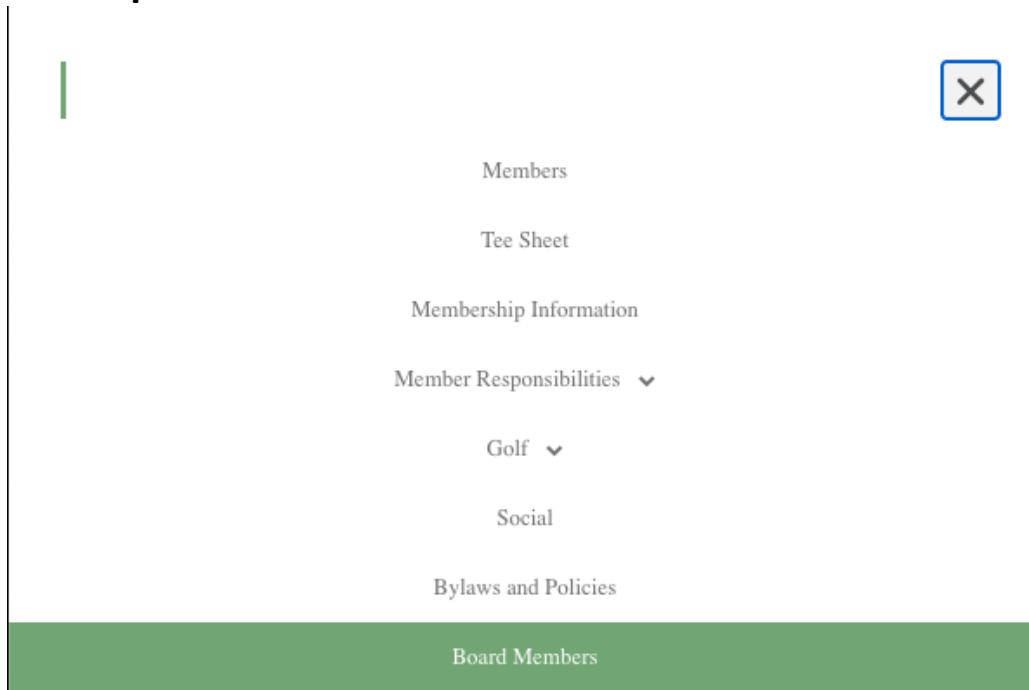 Members
Tee Sheet
Membership Information
Member Responsibilities
Golf
Social
Bylaws and Policies
Board Members